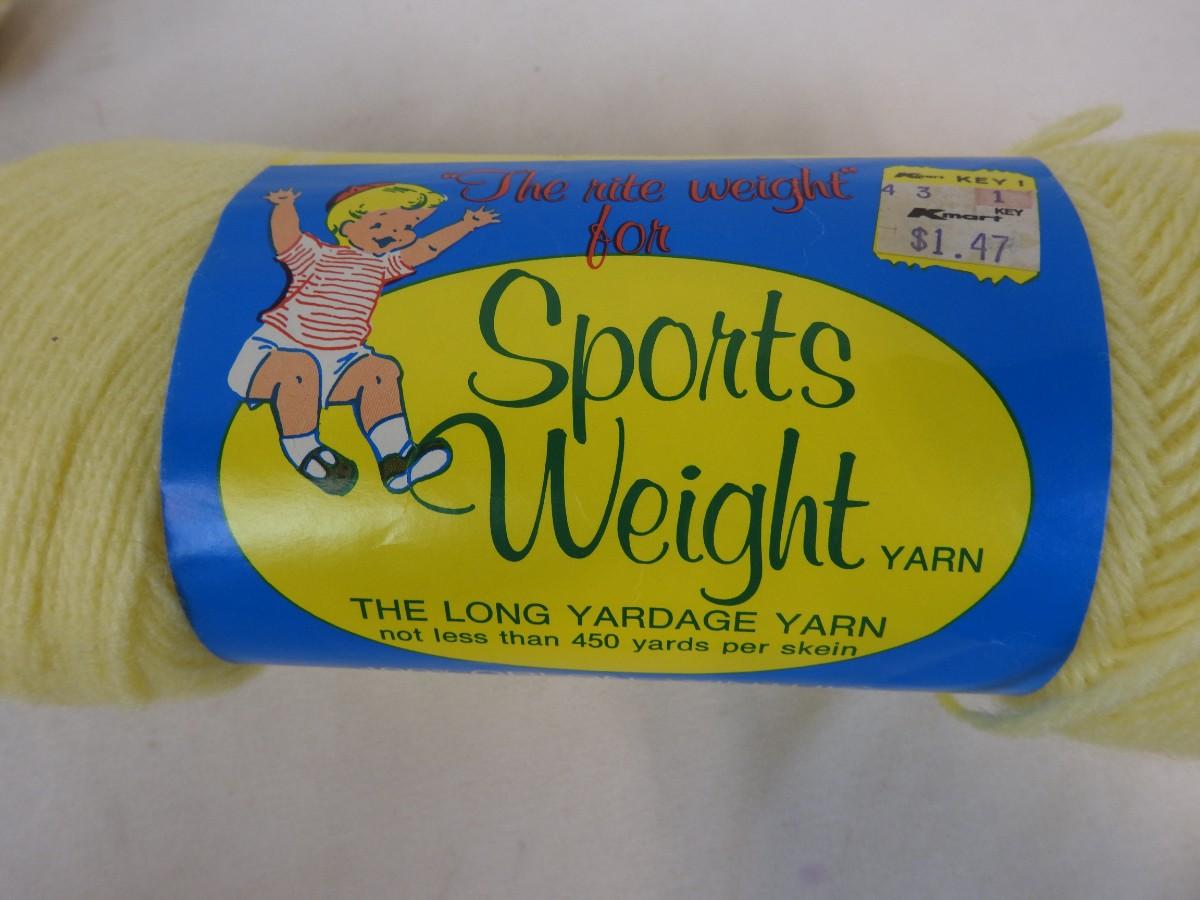 "The rite weight"
for
Sports
Weight YARN
THE LONG YARDAGE YARN
not less than 450 yards per skein
Kmart KEY 1
4 3 1
Kmart KEY
$1.47